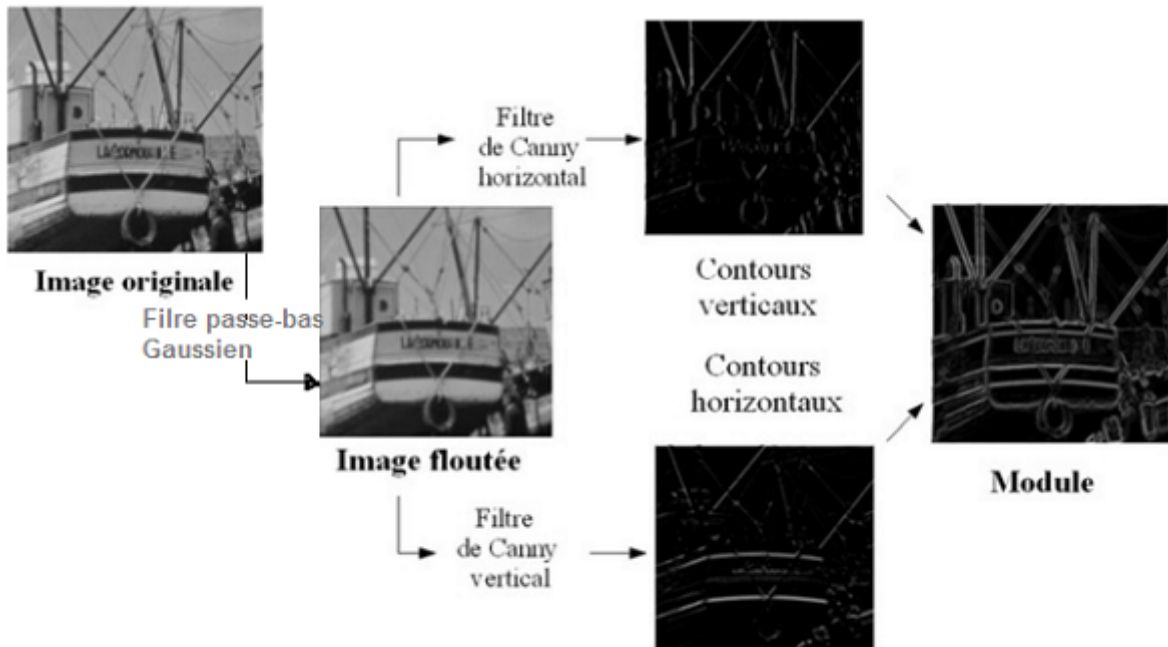 Image originale
Filre passe-bas
Gaussien
Image floutée
Filtre
de Canny
horizontal
Contours
verticaux
Contours
horizontaux
Filtre
de Canny
vertical
Module